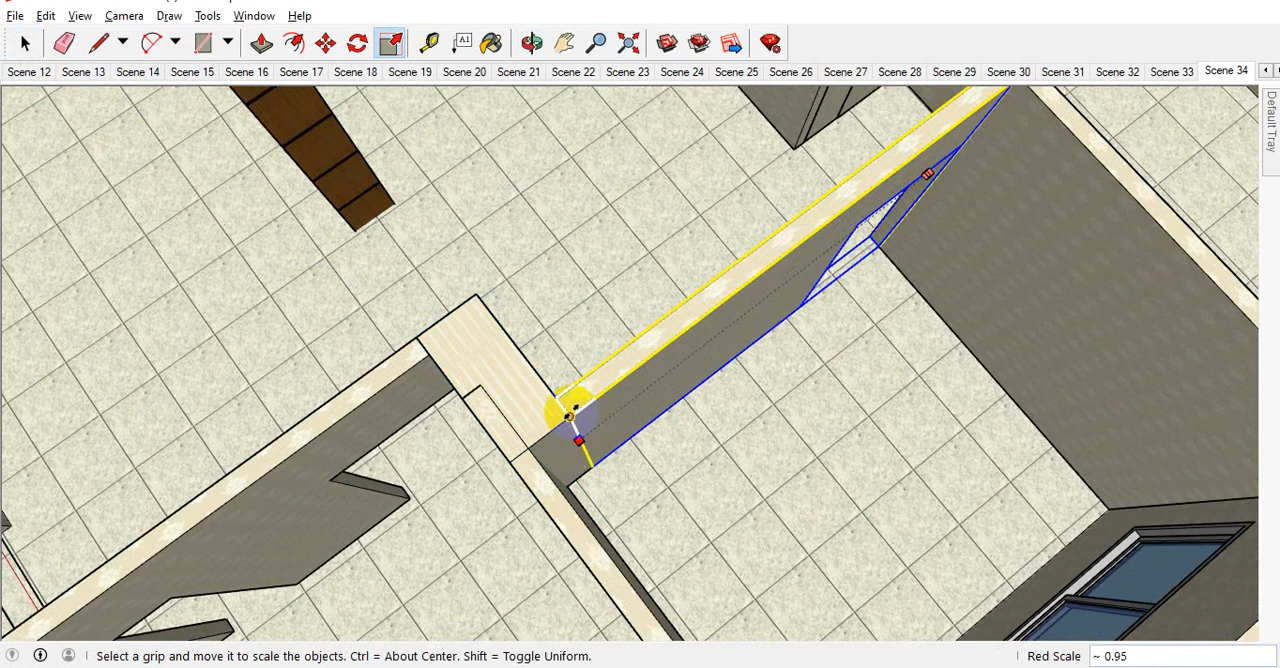 File Edit View Camera Draw Tools Window Help
A1
Scene 12 Scene 13 Scene 14 Scene 15 Scene 16 Scene 17 Scene 18 Scene 19 Scene 20 Scene 21 Scene 22 Scene 23 Scene 24 Scene 25 Scene 26 Scene 27 Scene 28 Scene 29 Scene 30 Scene 31 Scene 32 Scene 33 Scene 34
Default Tray
Select a grip and move it to scale the objects. Ctrl = About Center. Shift = Toggle Uniform. Red Scale ~ 0.95